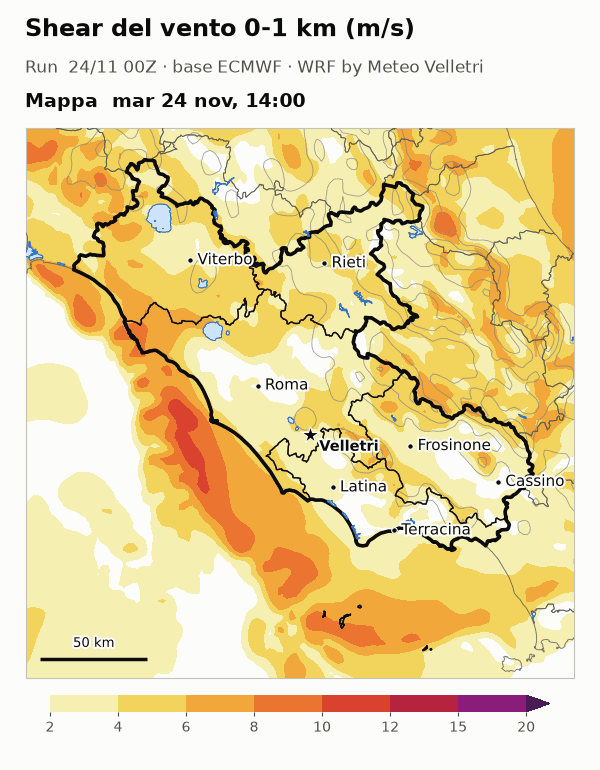 Shear del vento 0-1 km (m/s)
Run  24/11 00Z · base ECMWF · WRF by Meteo Velletri
Mappa  mar 24 nov, 14:00
Viterbo
Rieti
Roma
Velletri
Frosinone
Latina
Cassino
Terracina
50 km
2 4 6 8 10 12 15 20